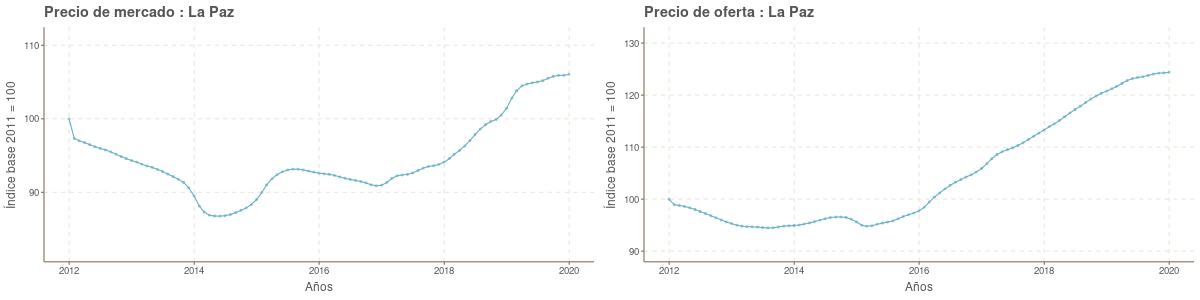 Precio de mercado : La Paz
Índice base 2011 = 100
110
100
90
2012 2014 2016 2018 2020
Años
Precio de oferta : La Paz
Índice base 2011 = 100
130
120
110
100
90
2012 2014 2016 2018 2020
Años